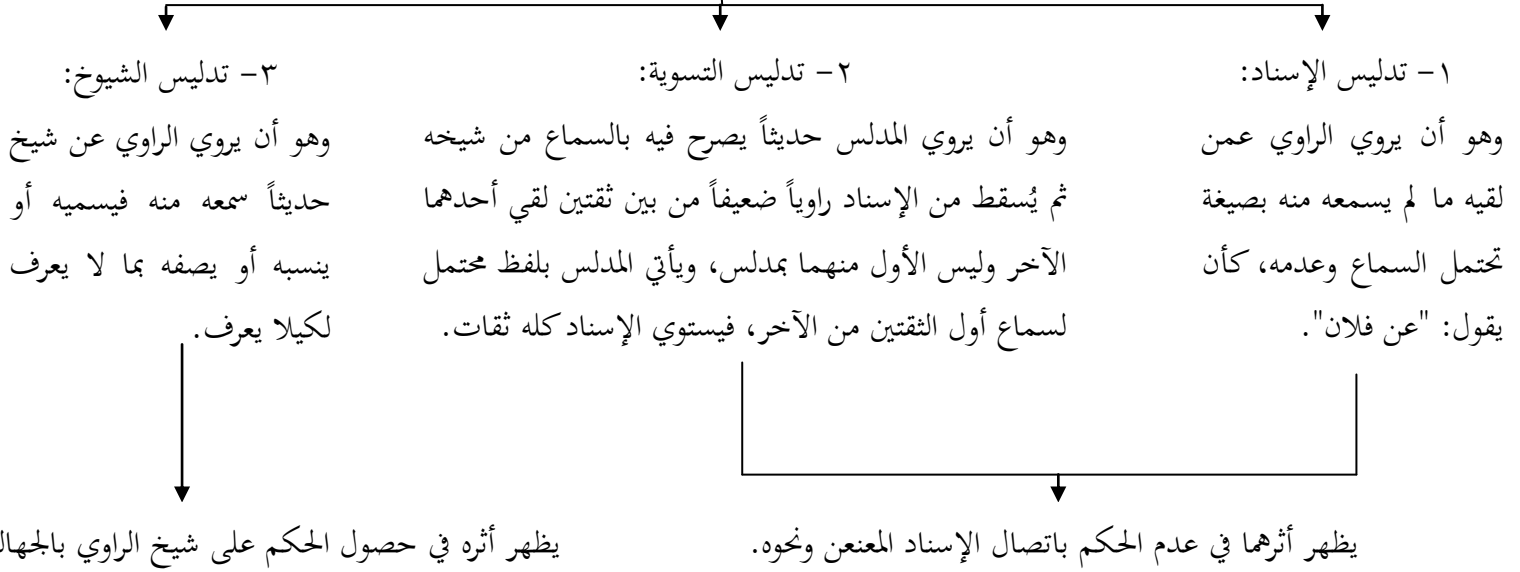 ١- تدليس الإسناد:
وهو أن يروي الراوي عمن
لقيه ما لم يسمعه منه بصيغة
تحتمل السماع وعدمه، كأن
يقول: "عن فلان".
٢- تدليس التسوية:
وهو أن يروي المدلس حديثاً يصرح فيه بالسماع من شيخه
ثم يُسقط من الإسناد راوياً ضعيفاً من بين ثقتين لقي أحدهما
الآخر وليس الأول منهما بمدلس، ويأتي المدلس بلفظ محتمل
لسماع أول الثقتين من الآخر، فيستوي الإسناد كله ثقات.
٣- تدليس الشيوخ:
وهو أن يروي الراوي عن شيخ
حديثاً سمعه منه فيسميه أو
ينسبه أو يصفه بما لا يعرف
لكيلا يعرف.
يظهر أثرهما في عدم الحكم باتصال الإسناد المعنعن ونحوه.
يظهر أثره في حصول الحكم على شيخ الراوي